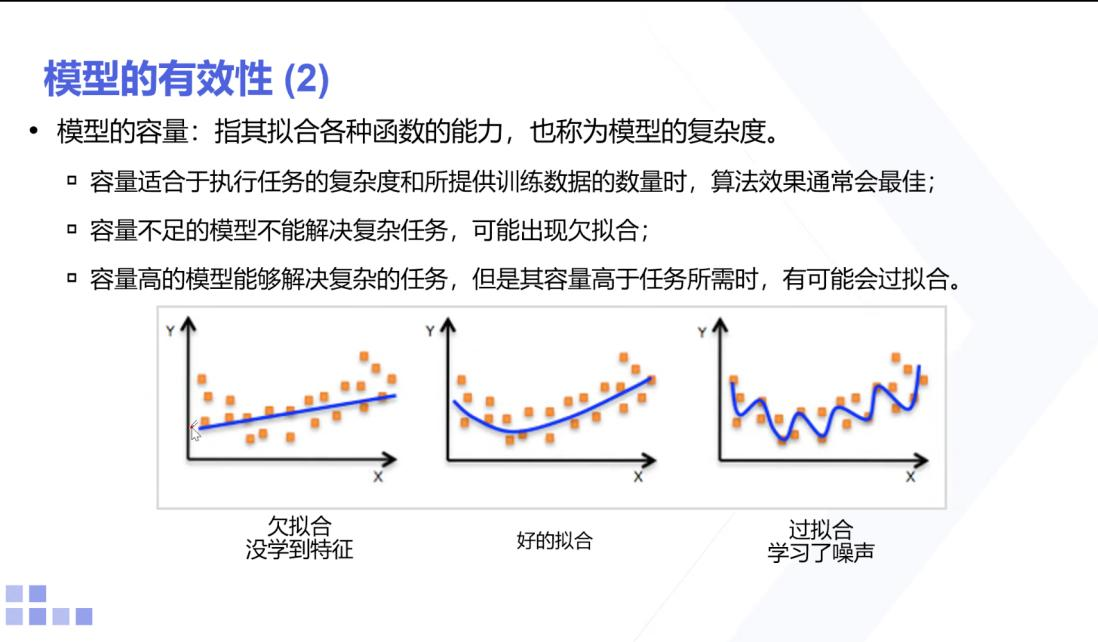 模型的有效性 (2)
• 模型的容量：指其拟合各种函数的能力，也称为模型的复杂度。
容量适合于执行任务的复杂度和所提供训练数据的数量时，算法效果通常会最佳；
容量不足的模型不能解决复杂任务，可能出现欠拟合；
容量高的模型能够解决复杂的任务，但是其容量高于任务所需时，有可能会过拟合。
Y
X
Y
X
Y
X
欠拟合
没学到特征
好的拟合
过拟合
学习了噪声